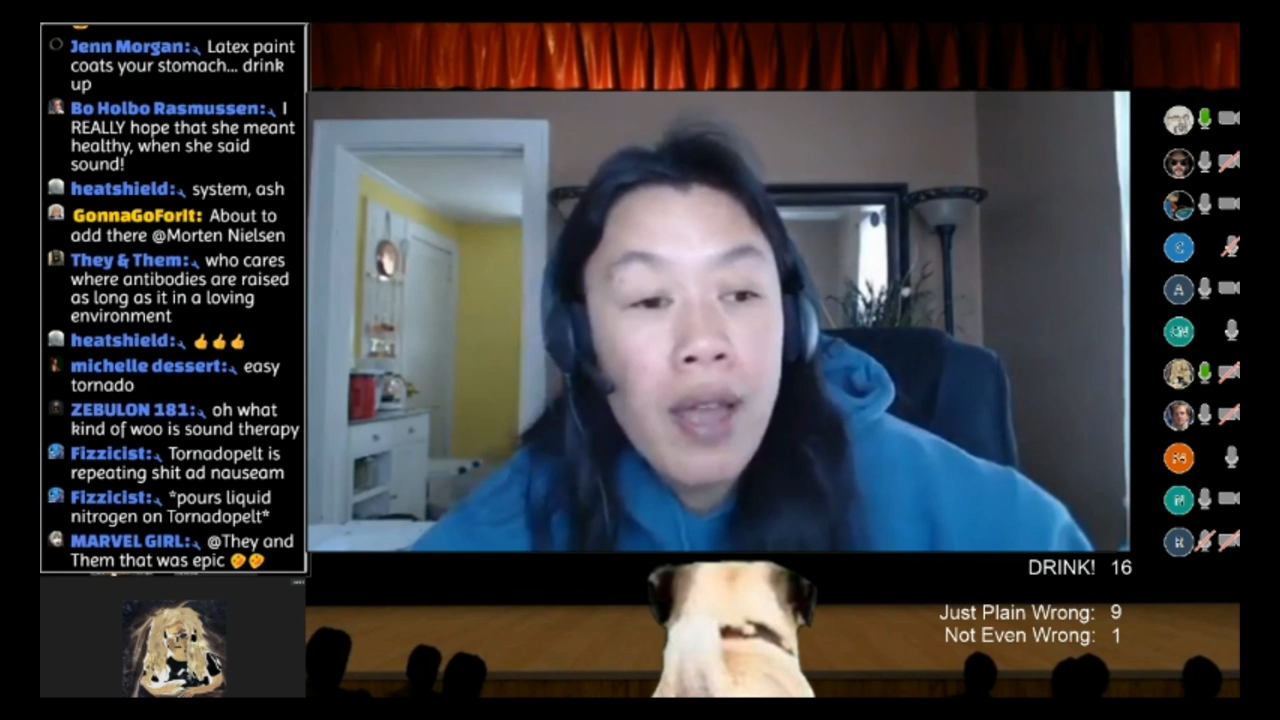 Jenn Morgan: Latex paint
coats your stomach... drink
up
Bo Holbo Rasmussen: I
REALLY hope that she meant
healthy, when she said
sound!
heatshield: system, ash
GonnaGoForIt: About to
add there @Morten Nielsen
They & Them: who cares
where antibodies are raised
as long as it in a loving
environment
heatshield: 👍👍👍
michelle dessert: easy
tornado
ZEBULON 181: oh what
kind of woo is sound therapy
Fizzicist: Tornadopelt is
repeating shit ad nauseam
Fizzicist: *pours liquid
nitrogen on Tornadopelt*
MARVEL GIRL: @They and
Them that was epic
DRINK! 16
Just Plain Wrong: 9
Not Even Wrong: 1
A